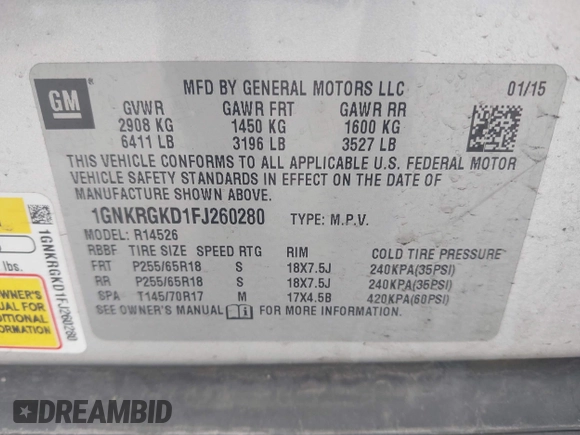 GM
MFD BY GENERAL MOTORS LLC 01/15
GVWR GAWR FRT GAWR RR
2908 KG 1450 KG 1600 KG
6411 LB 3196 LB 3527 LB
THIS VEHICLE CONFORMS TO ALL APPLICABLE U.S. FEDERAL MOTOR
VEHICLE SAFETY STANDARDS IN EFFECT ON THE DATE OF
MANUFACTURE SHOWN ABOVE.
1GNKRGKD1FJ260280 TYPE: M.P.V.
MODEL: R14526
RBBF TIRE SIZE SPEED RTG RIM COLD TIRE PRESSURE
FRT P255/65R18 S 18X7.5J 240KPA(35PSI)
RR P255/65R18 S 18X7.5J 240KPA(35PSI)
SPA T145/70R17 M 17X4.5B 420KPA(60PSI)
SEE OWNER'S MANUAL FOR MORE INFORMATION.
1GNKRGKD1FJ260280
lbs.
OWNER'S
FOR
DREAMBID